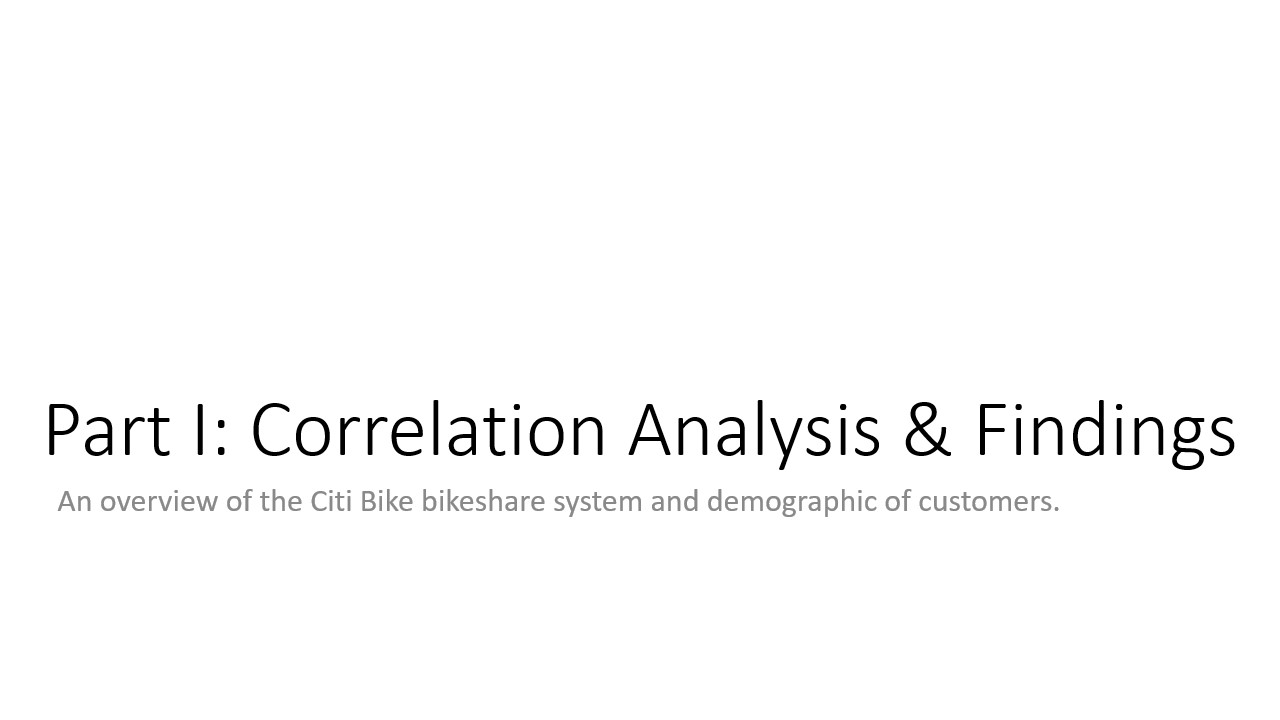 Part I: Correlation Analysis & Findings
An overview of the Citi Bike bikeshare system and demographic of customers.